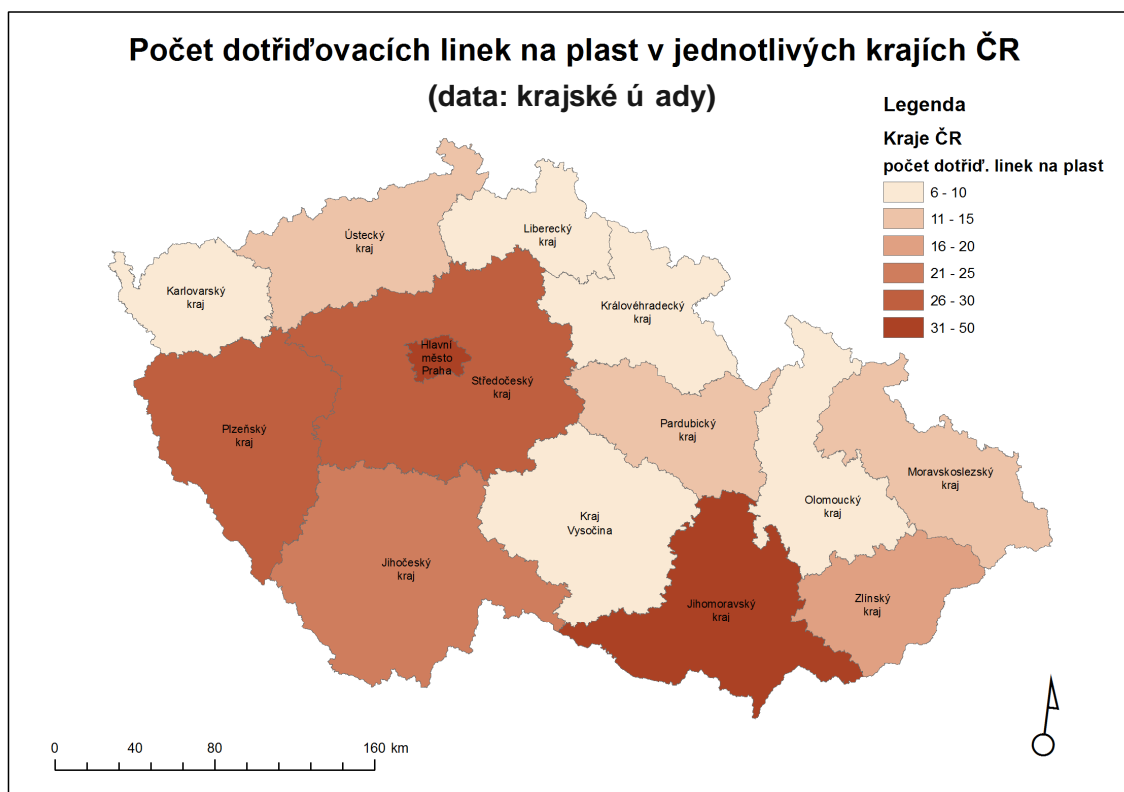 Počet dotřiďovacích linek na plast v jednotlivých krajích ČR
(data: krajské ú ady)
Legenda
Kraje ČR
počet dotřiď. linek na plast
6 - 10
11 - 15
16 - 20
21 - 25
26 - 30
31 - 50
Ústecký
kraj
Liberecký
kraj
Karlovarský
kraj
Královéhradecký
kraj
Hlavní
město
Praha
Středočeský
kraj
Plzeňský
kraj
Pardubický
kraj
Moravskoslezský
kraj
Olomoucký
kraj
Kraj
Vysočina
Jihočeský
kraj
Jihomoravský
kraj
Zlínský
kraj
0 40 80 160 km